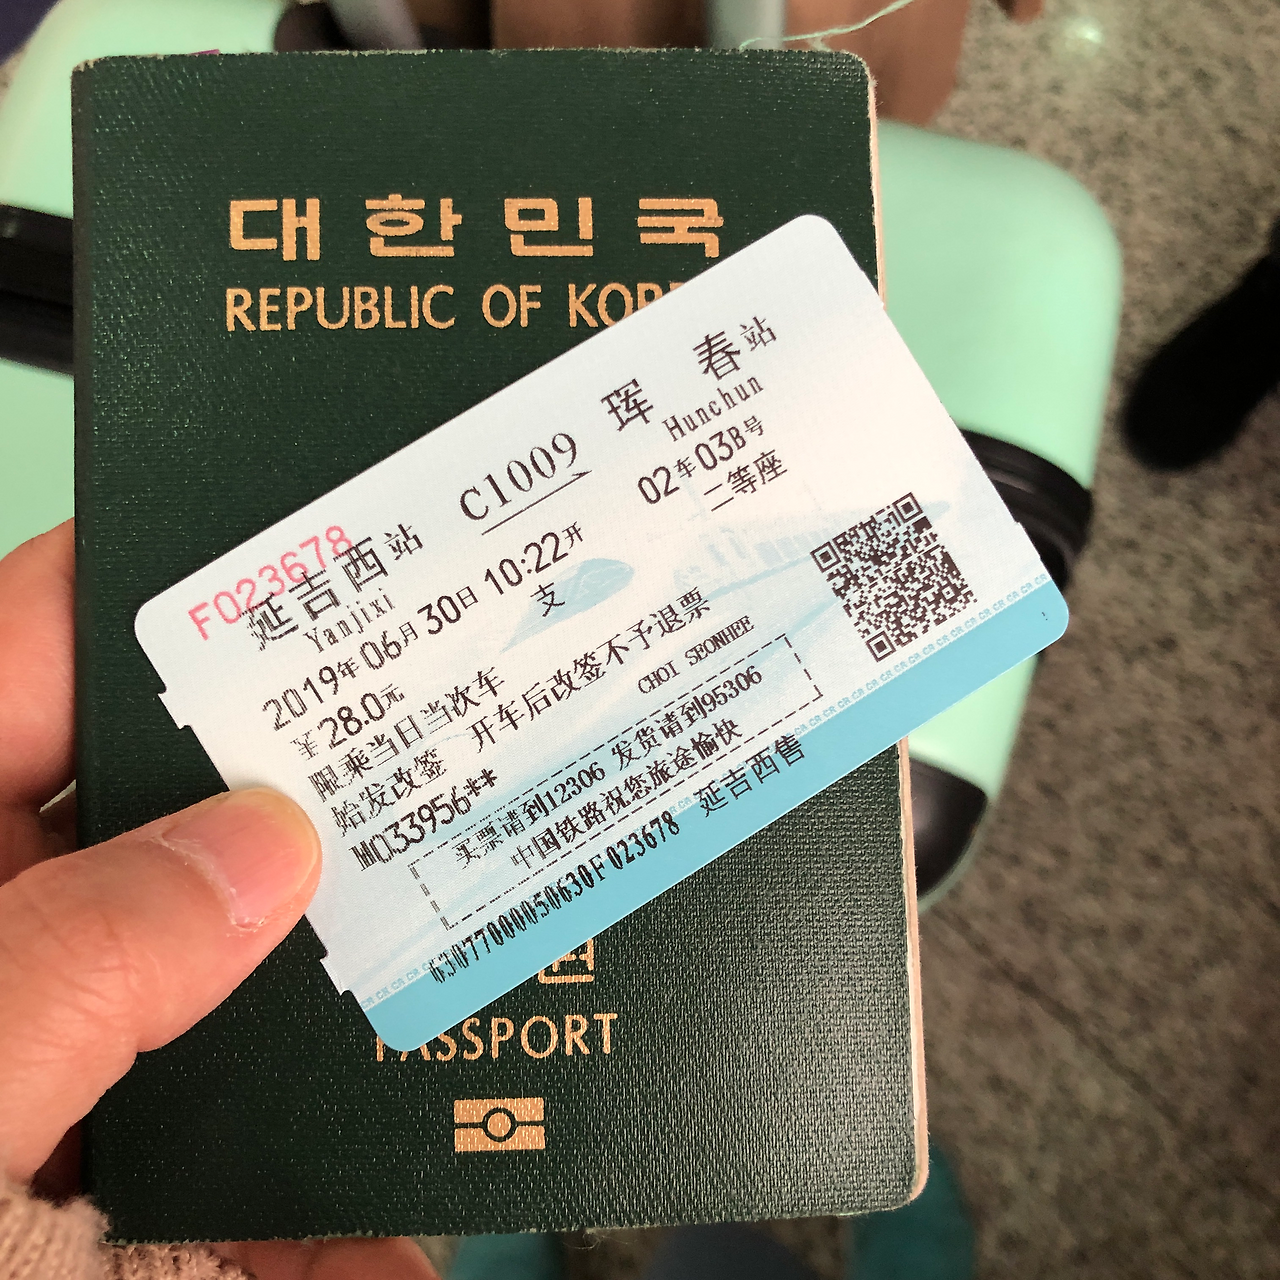 대한민국
REPUBLIC OF KOR
F023678
延吉西站 C1009 珲春站
Yanjixi Hunchun
2019年06月30日10:22开 02车03B号
¥28.0元 支 二等座
限乘当日当次车
始发改签 开车后改签不予退票
MC33956** CHOI SEONHEE
买票请到12306 发货请到95306
中国铁路祝您旅途愉快
63077000050630F023678 延吉西售
PASSPORT